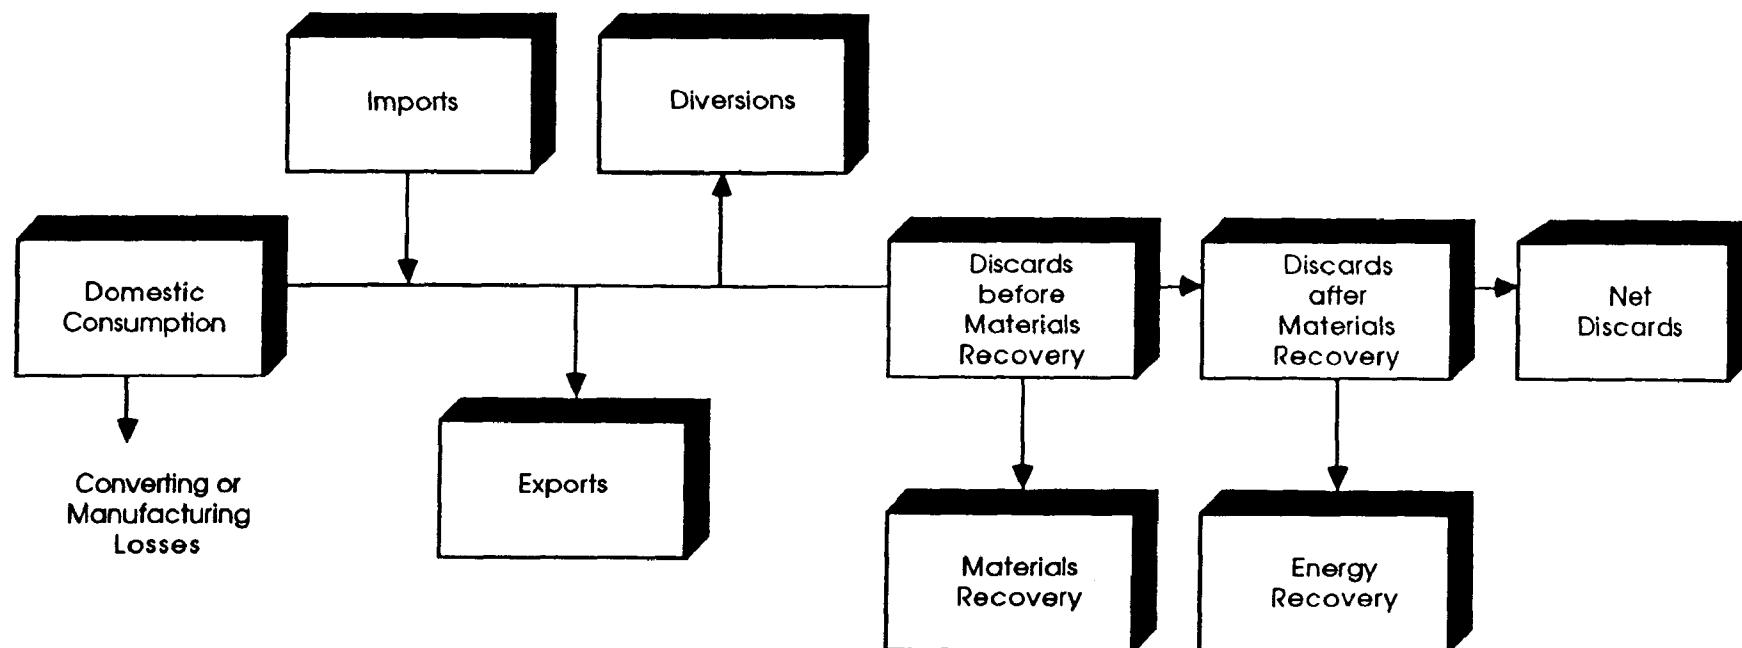 Imports
Diversions
Domestic
Consumption
Discards
before
Materials
Recovery
Discards
after
Materials
Recovery
Net
Discards
Converting or
Manufacturing
Losses
Exports
Materials
Recovery
Energy
Recovery